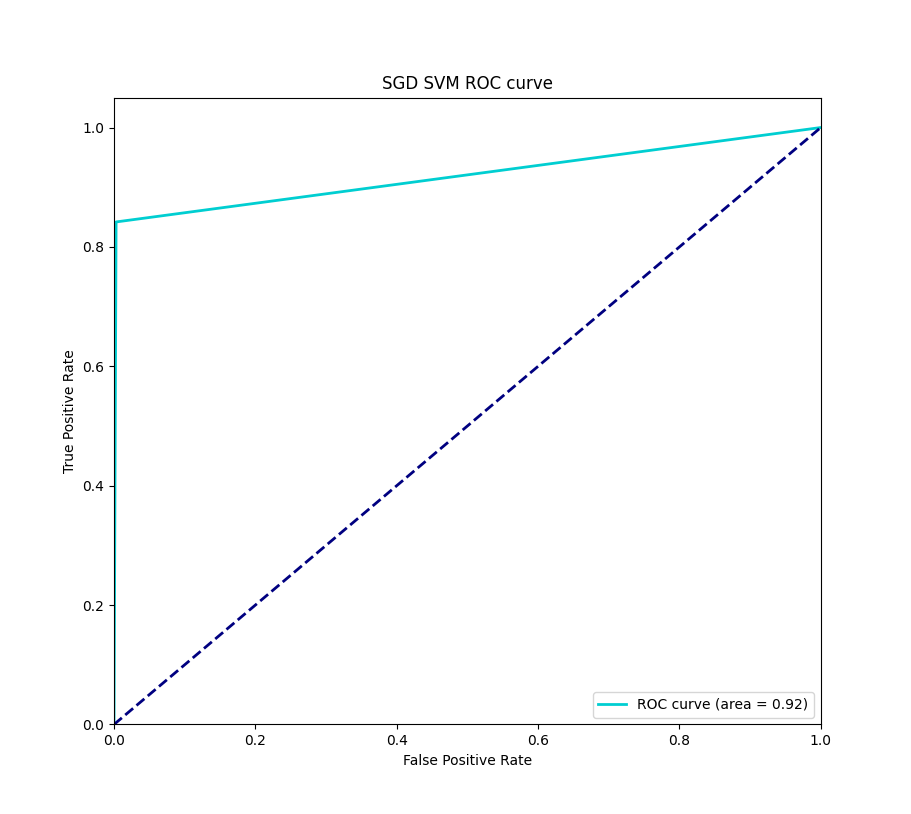 SGD SVM ROC curve
1.0
0.8
0.6
0.4
0.2
0.0
True Positive Rate
ROC curve (area = 0.92)
0.0 0.2 0.4 0.6 0.8 1.0
False Positive Rate